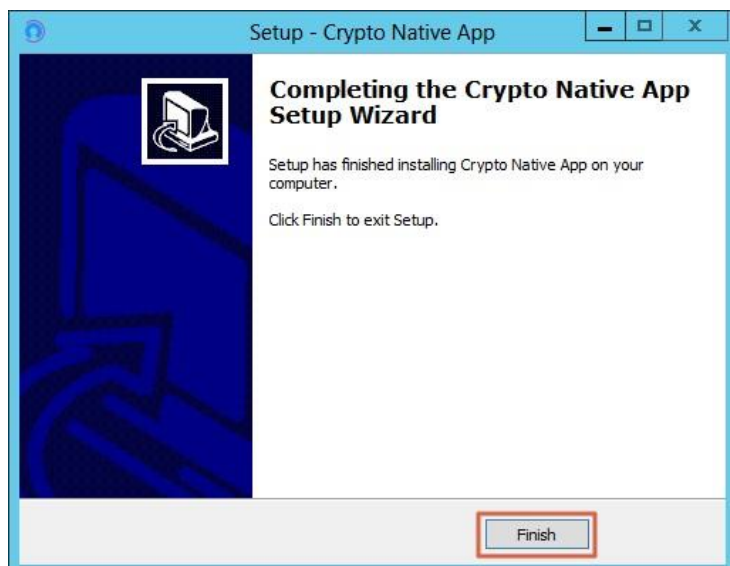 Setup - Crypto Native App
Completing the Crypto Native App
Setup Wizard
Setup has finished installing Crypto Native App on your
computer.
Click Finish to exit Setup.
Finish